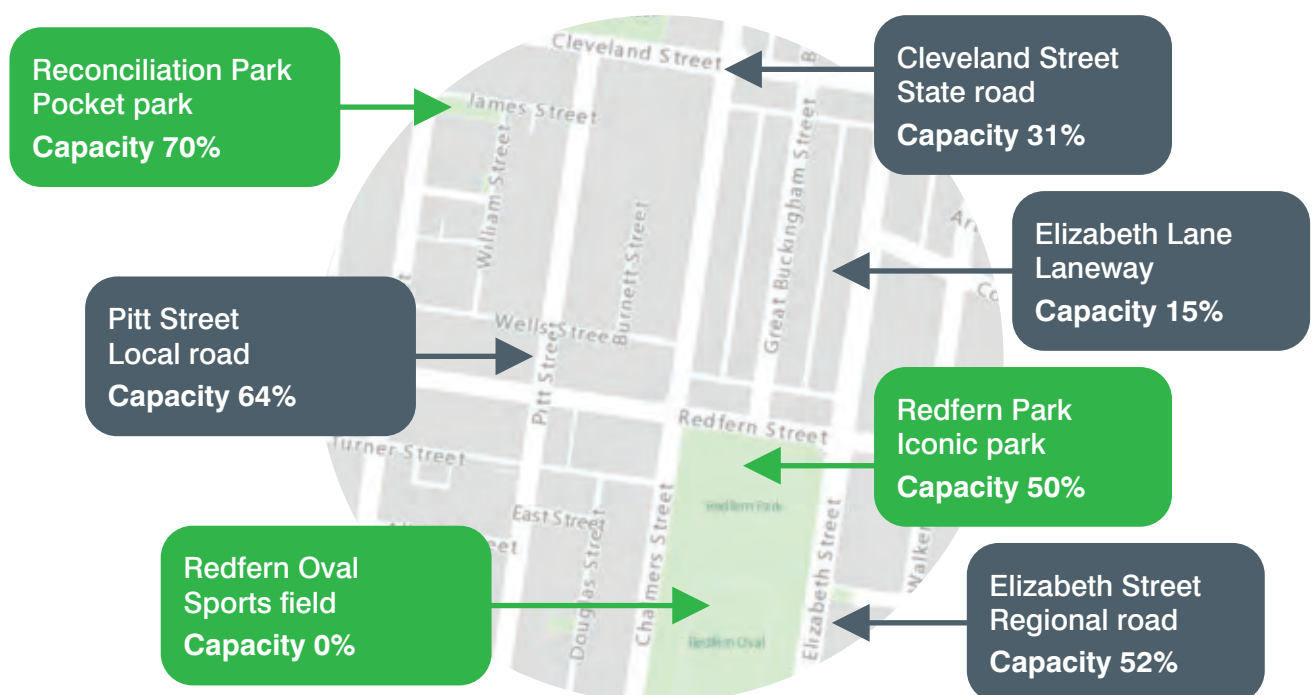 Reconciliation Park
Pocket park
Capacity 70%
Cleveland Street
State road
Capacity 31%
Cleveland Street
James Street
William Street
Burnett Street
Great Buckingham Street
Elizabeth Lane
Laneway
Capacity 15%
Pitt Street
Local road
Capacity 64%
Wells Street
Pitt Street
Redfern Street
Redfern Park
Iconic park
Capacity 50%
Turner Street
Redfern Park
East Street
Douglas Street
Chalmers Street
Elizabeth Street
Walker
Redfern Oval
Sports field
Capacity 0%
Redfern Oval
Elizabeth Street
Regional road
Capacity 52%